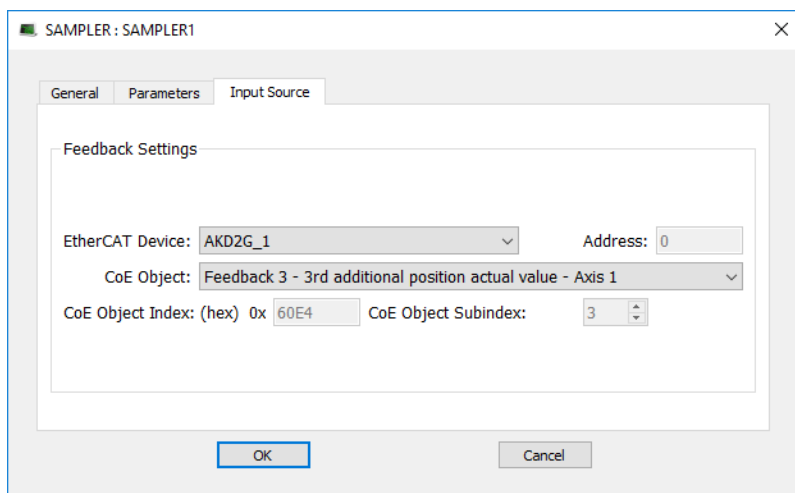 SAMPLER : SAMPLER1
General Parameters Input Source
Feedback Settings
EtherCAT Device: AKD2G_1 Address: 0
CoE Object: Feedback 3 - 3rd additional position actual value - Axis 1
CoE Object Index: (hex) 0x 60E4 CoE Object Subindex: 3
OK Cancel